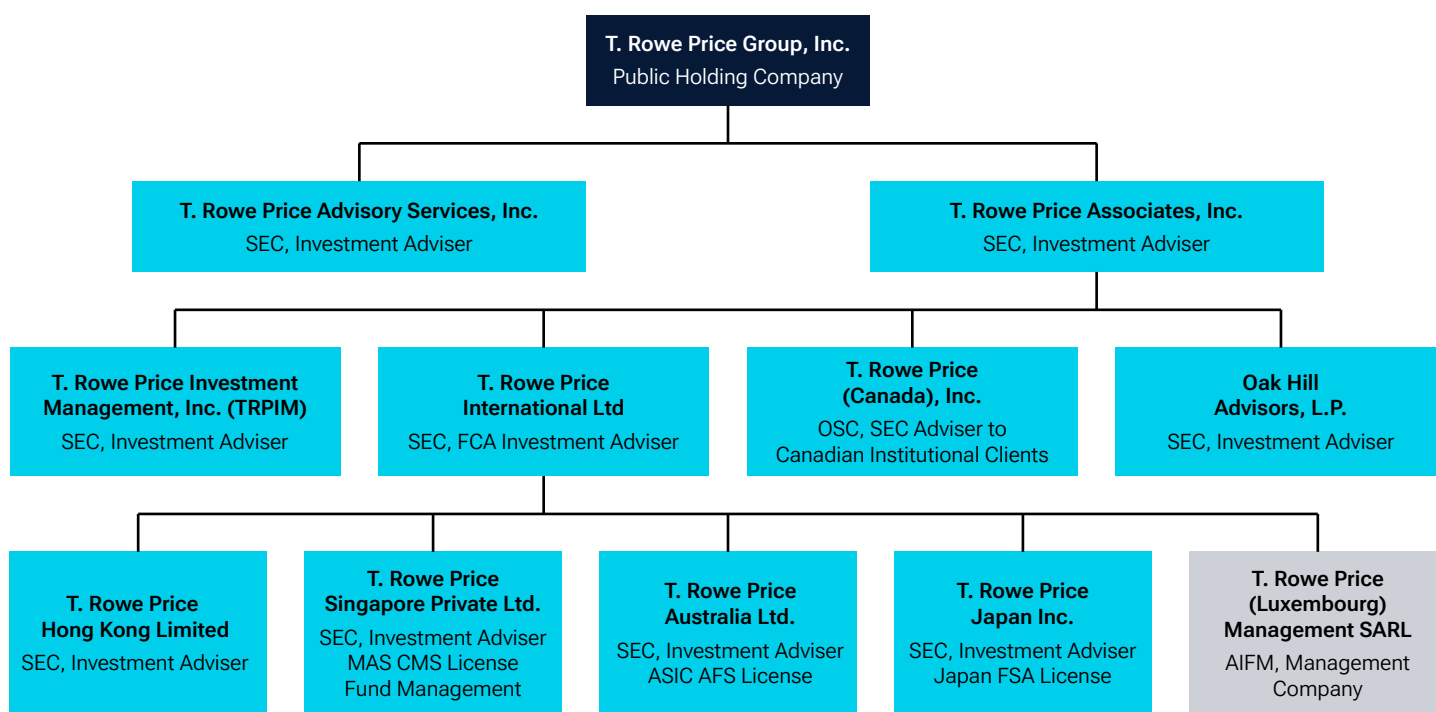 T. Rowe Price Group, Inc.
Public Holding Company
T. Rowe Price Advisory Services, Inc.
SEC, Investment Adviser
T. Rowe Price Associates, Inc.
SEC, Investment Adviser
T. Rowe Price Investment
Management, Inc. (TRPIM)
SEC, Investment Adviser
T. Rowe Price
International Ltd
SEC, FCA Investment Adviser
T. Rowe Price
(Canada), Inc.
OSC, SEC Adviser to
Canadian Institutional Clients
Oak Hill
Advisors, L.P.
SEC, Investment Adviser
T. Rowe Price
Hong Kong Limited
SEC, Investment Adviser
T. Rowe Price
Singapore Private Ltd.
SEC, Investment Adviser
MAS CMS License
Fund Management
T. Rowe Price
Australia Ltd.
SEC, Investment Adviser
ASIC AFS License
T. Rowe Price
Japan Inc.
SEC, Investment Adviser
Japan FSA License
T. Rowe Price
(Luxembourg)
Management SARL
AIFM, Management
Company